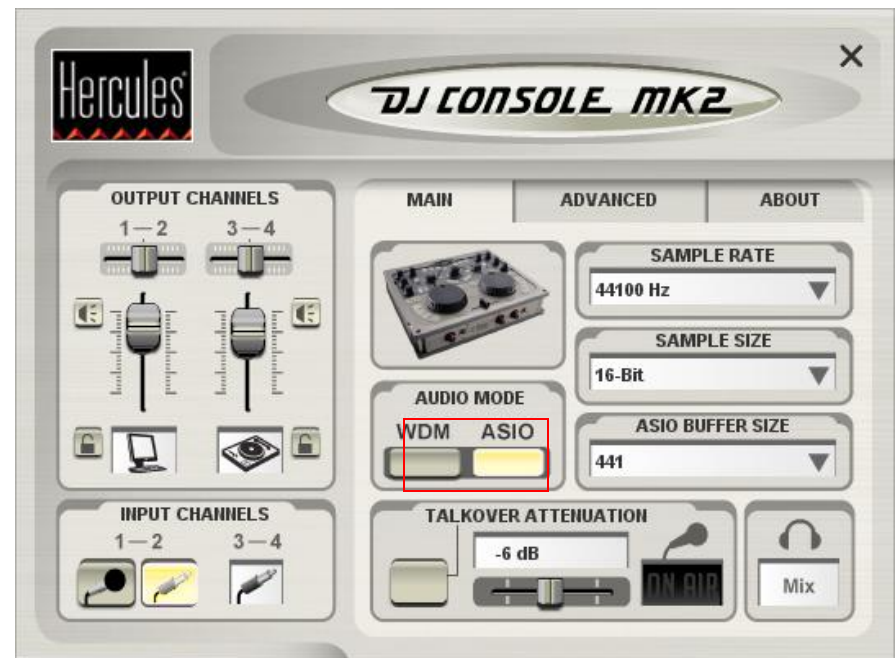 Hercules
DJ CONSOLE MK2
OUTPUT CHANNELS
1 — 2
3 — 4
MAIN
ADVANCED
ABOUT
SAMPLE RATE
44100 Hz
SAMPLE SIZE
16-Bit
AUDIO MODE
WDM ASIO
ASIO BUFFER SIZE
441
INPUT CHANNELS
1 — 2
3 — 4
TALKOVER ATTENUATION
-6 dB
ON AIR
Mix